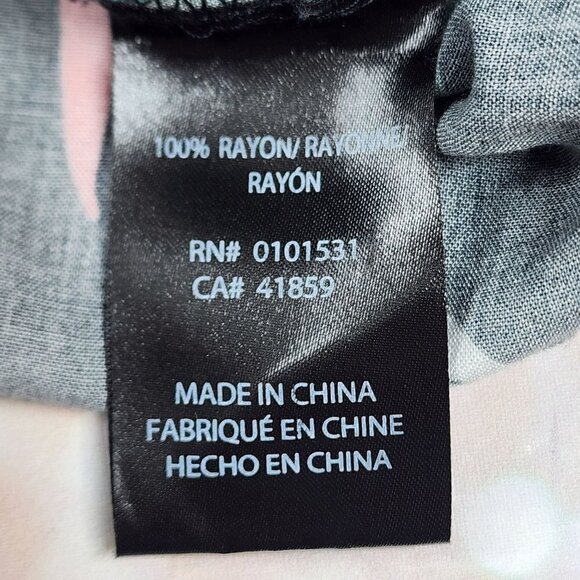 100% RAYON/ RAYONNE/
RAYÓN
RN# 0101531
CA# 41859
MADE IN CHINA
FABRIQUÉ EN CHINE
HECHO EN CHINA